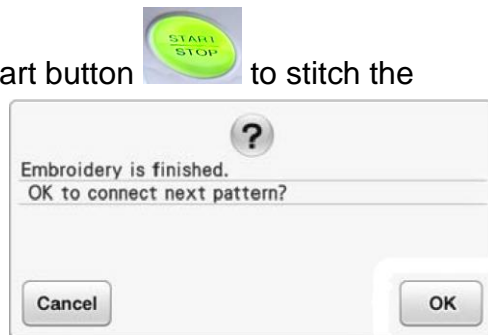 art button START STOP to stitch the
?
Embroidery is finished.
OK to connect next pattern?
Cancel OK